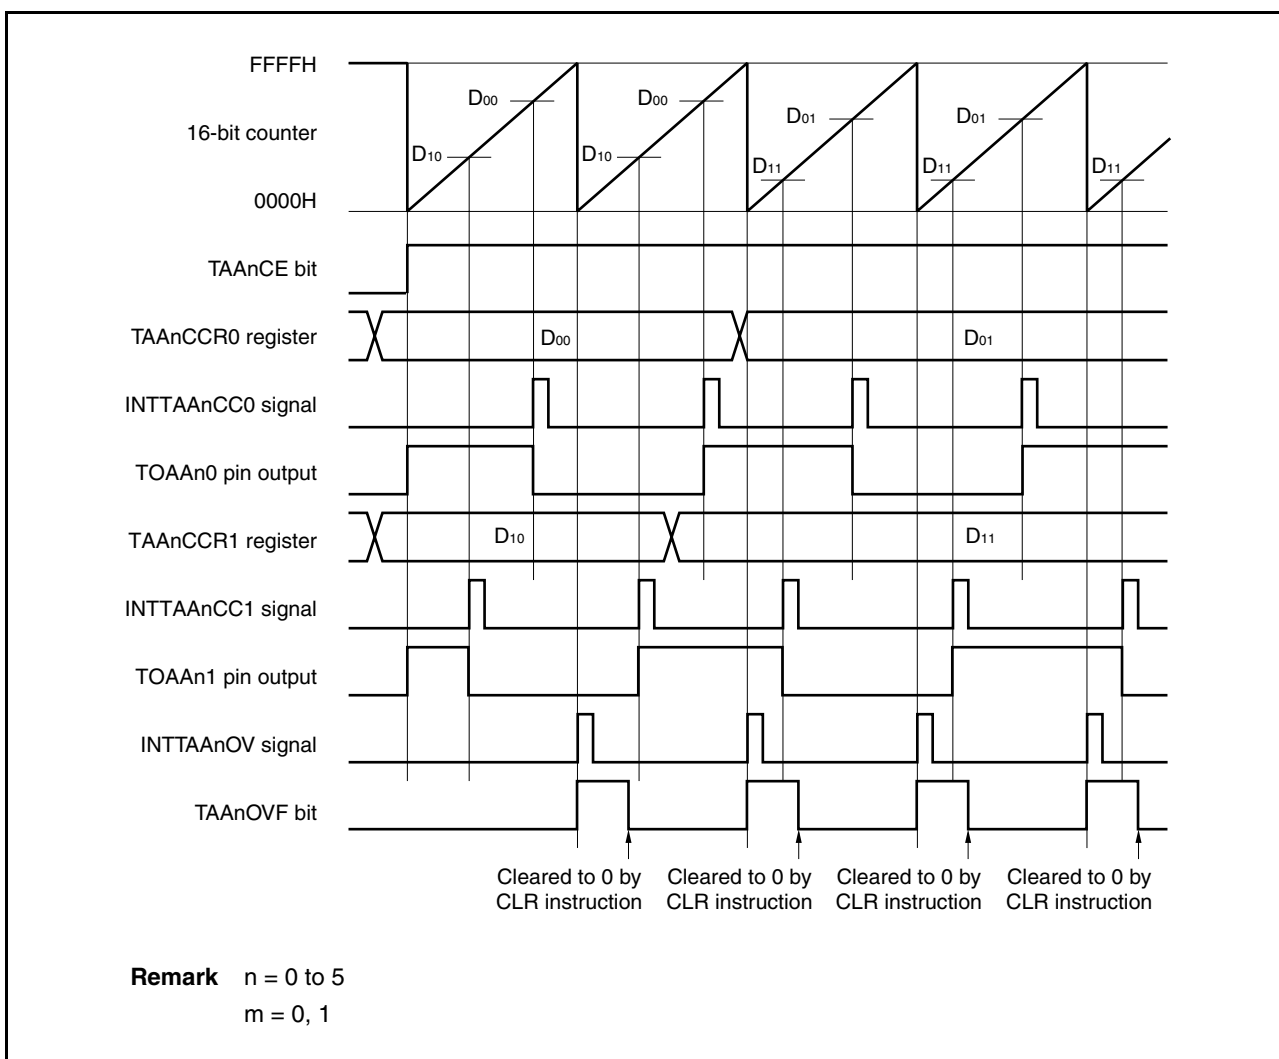 FFFFH
D00
D00
16-bit counter
D01
D01
D10
D10
D11
D11
D11
0000H
TAAnCE bit
TAAnCCR0 register
D00
D01
INTTAAnCC0 signal
TOAAn0 pin output
TAAnCCR1 register
D10
D11
INTTAAnCC1 signal
TOAAn1 pin output
INTTAAnOV signal
TAAnOVF bit
Cleared to 0 by
CLR instruction
Cleared to 0 by
CLR instruction
Cleared to 0 by
CLR instruction
Cleared to 0 by
CLR instruction
Remark n = 0 to 5
m = 0, 1